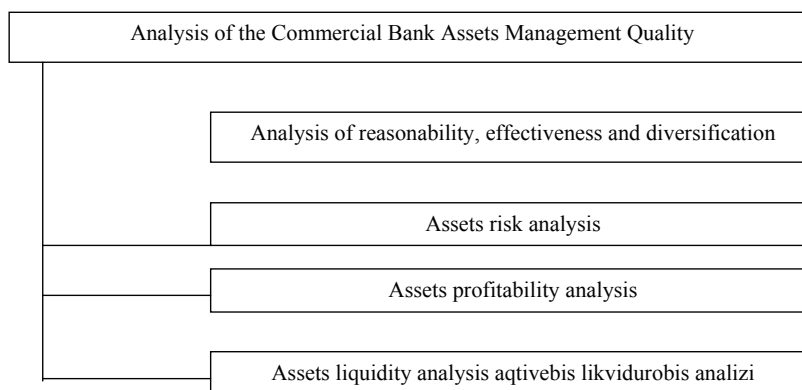 Analysis of the Commercial Bank Assets Management Quality
Analysis of reasonability, effectiveness and diversification
Assets risk analysis
Assets profitability analysis
Assets liquidity analysis aqtivebis likvidurobis analizi